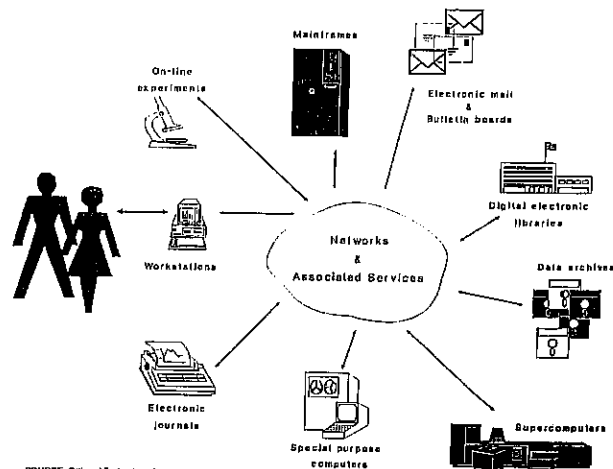 Mainframes
On-line
experiments
Electronic mail
&
Bulletin boards
Digital electronic
libraries
Networks
&
Associated Services
Workstations
Data archives
Electronic
journals
Special purpose
computers
Supercomputers